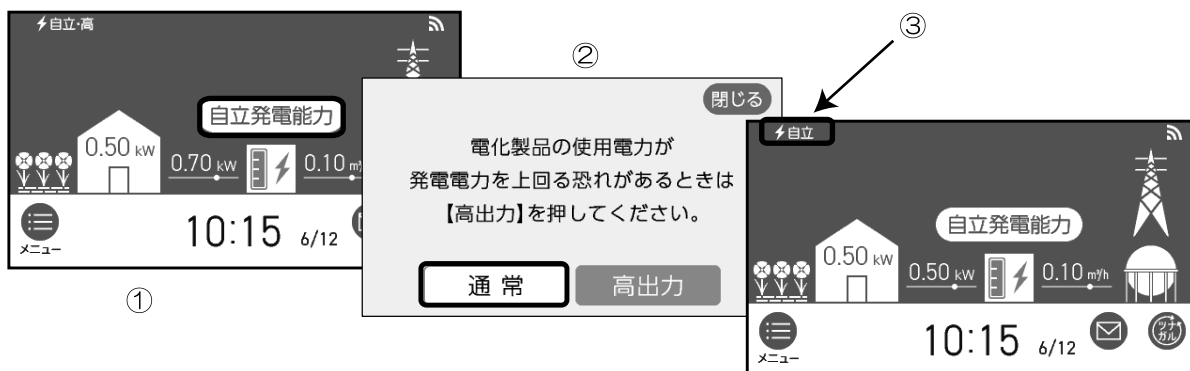 自立・高
自立発電能力
0.50 kW
0.70 kW
0.10 m³
10:15 6/12
メニュー
①
②
閉じる
電化製品の使用電力が
発電電力を上回る恐れがあるときは
【高出力】を押してください。
通常
高出力
③
自立
自立発電能力
0.50 kW
0.50 kW
0.10 m³/h
10:15 6/12
メニュー
ツナ
ガル